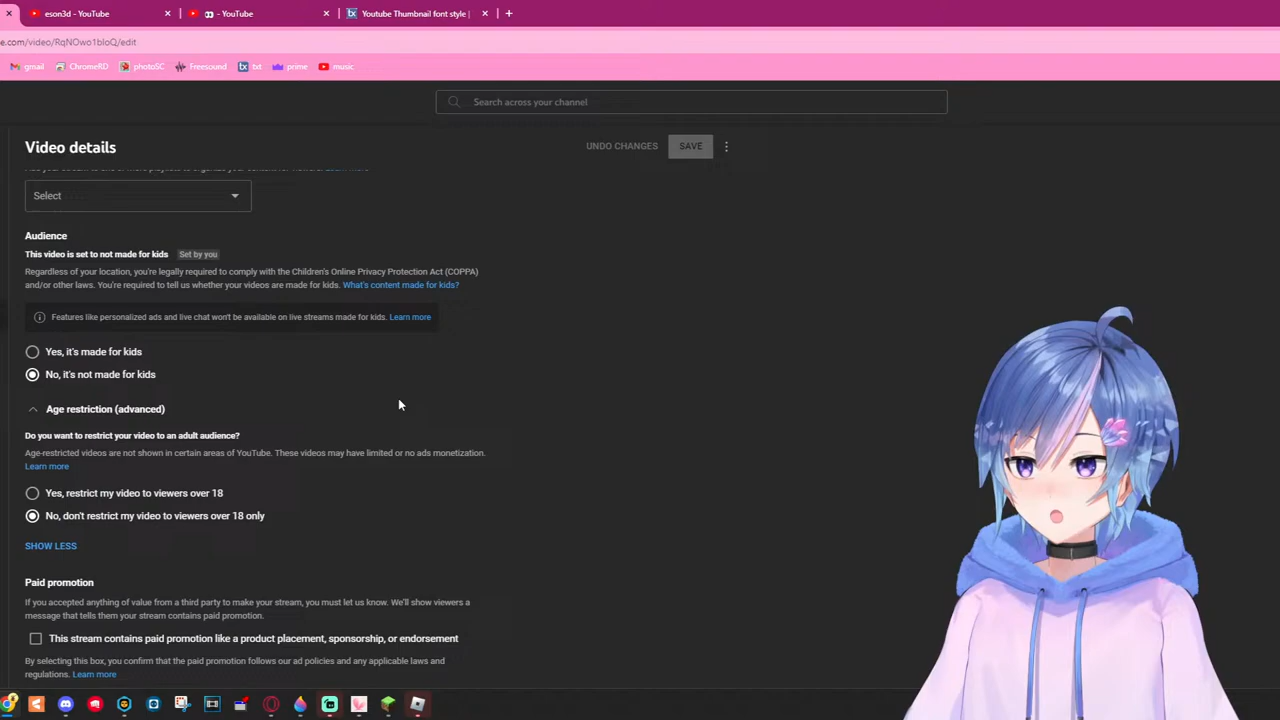 eson3d - YouTube
- YouTube
Youtube Thumbnail font style |
e.com/video/RqNOwo1bloQ/edit
gmail
ChromeRD
photoSC
Freesound
txt
prime
music
Search across your channel
Video details
UNDO CHANGES
SAVE
Select
Audience
This video is set to not made for kids Set by you
Regardless of your location, you're legally required to comply with the Children's Online Privacy Protection Act (COPPA)
and/or other laws. You're required to tell us whether your videos are made for kids. What's content made for kids?
Features like personalized ads and live chat won't be available on live streams made for kids. Learn more
Yes, it's made for kids
No, it's not made for kids
Age restriction (advanced)
Do you want to restrict your video to an adult audience?
Age-restricted videos are not shown in certain areas of YouTube. These videos may have limited or no ads monetization.
Learn more
Yes, restrict my video to viewers over 18
No, don't restrict my video to viewers over 18 only
SHOW LESS
Paid promotion
If you accepted anything of value from a third party to make your stream, you must let us know. We'll show viewers a
message that tells them your stream contains paid promotion.
This stream contains paid promotion like a product placement, sponsorship, or endorsement
By selecting this box, you confirm that the paid promotion follows our ad policies and any applicable laws and
regulations. Learn more